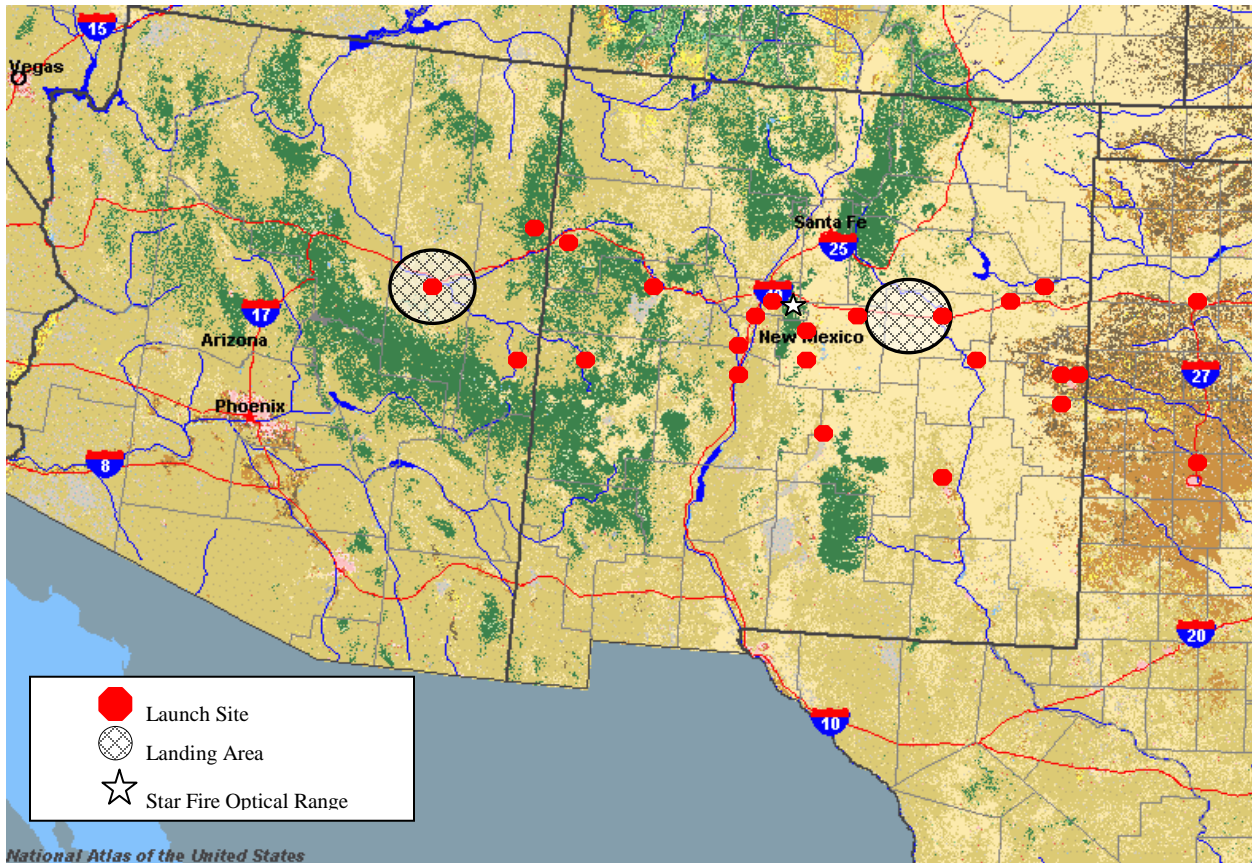 15
Vegas
Santa Fe
25
40
17
New Mexico
Arizona
27
Phoenix
8
20
Launch Site
10
Landing Area
Star Fire Optical Range
National Atlas of the United States